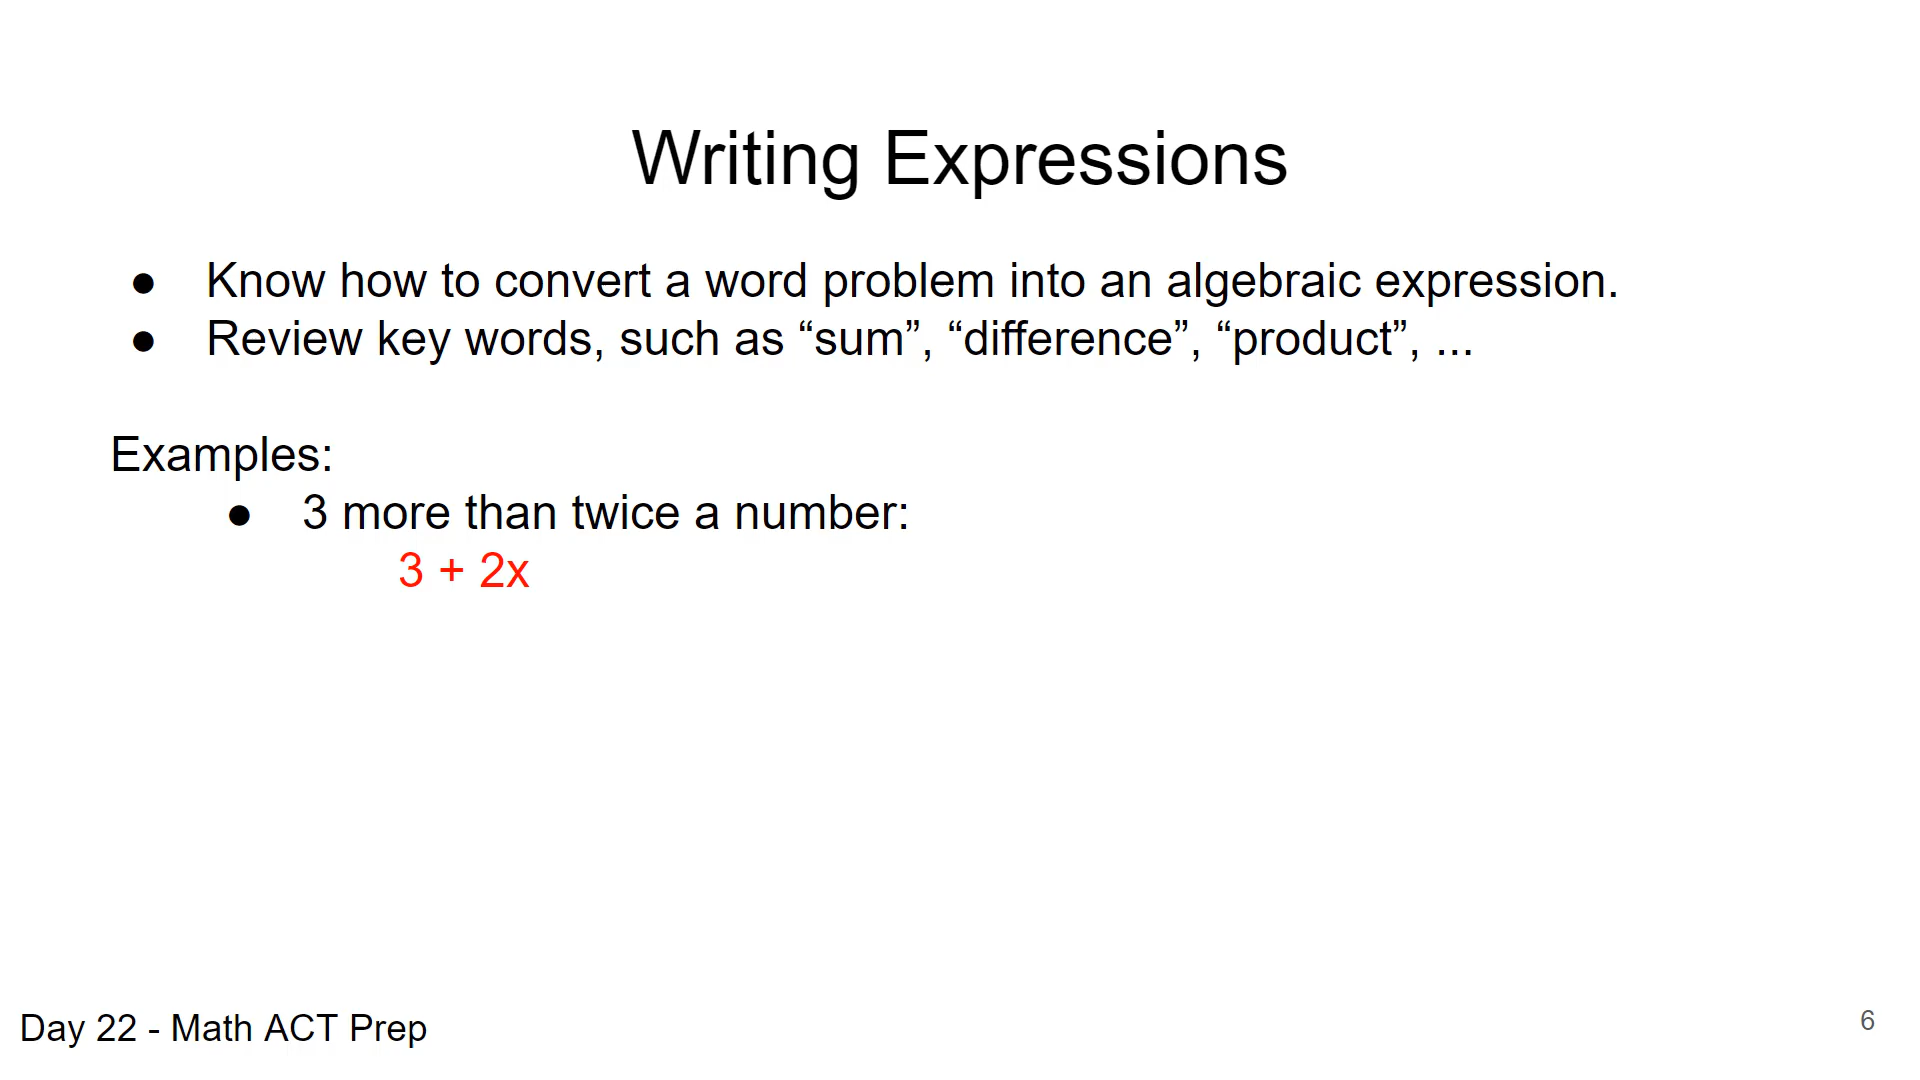 Writing Expressions
● Know how to convert a word problem into an algebraic expression.
● Review key words, such as “sum”, “difference”, “product”, ...
Examples:
● 3 more than twice a number:
3 + 2x
Day 22 - Math ACT Prep
6